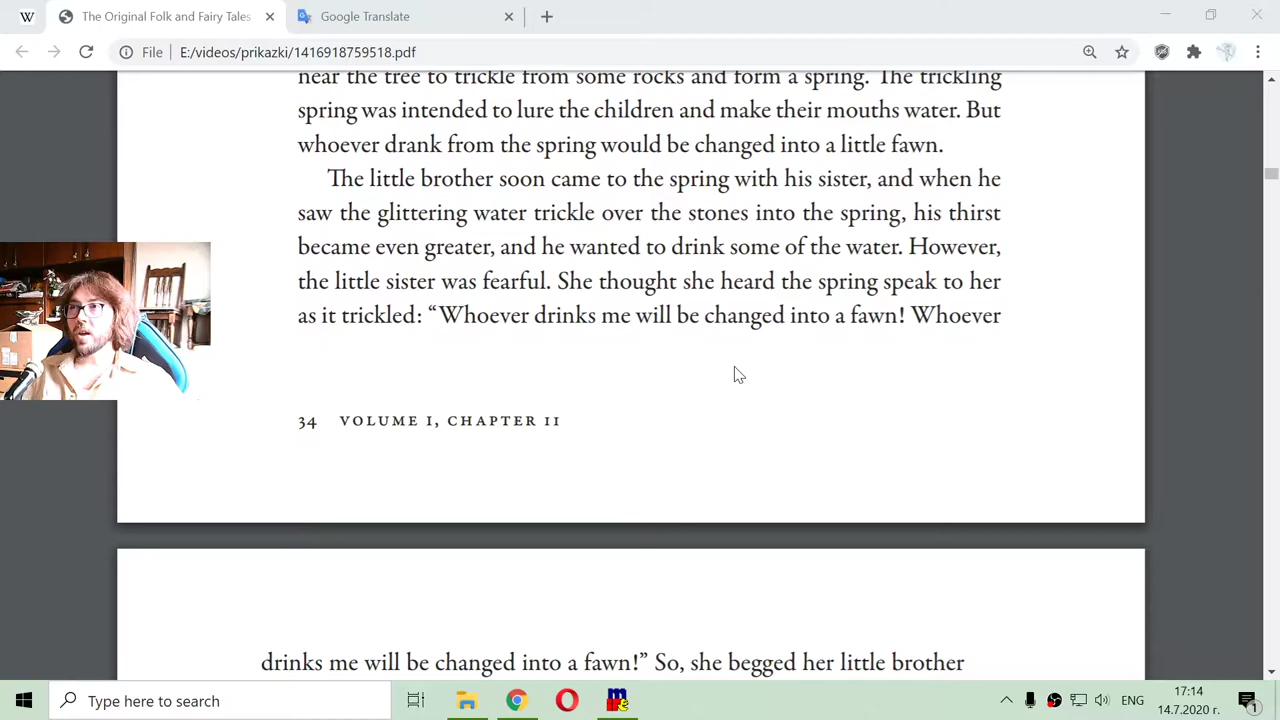 The Original Folk and Fairy Tales
Google Translate
File E:/videos/prikazki/1416918759518.pdf
near the tree to trickle from some rocks and form a spring. The trickling
spring was intended to lure the children and make their mouths water. But
whoever drank from the spring would be changed into a little fawn.
The little brother soon came to the spring with his sister, and when he
saw the glittering water trickle over the stones into the spring, his thirst
became even greater, and he wanted to drink some of the water. However,
the little sister was fearful. She thought she heard the spring speak to her
as it trickled: “Whoever drinks me will be changed into a fawn! Whoever
34 VOLUME I, CHAPTER 11
drinks me will be changed into a fawn!” So, she begged her little brother
Type here to search
ЕНГ
17:14
14.7.2020 г.
1